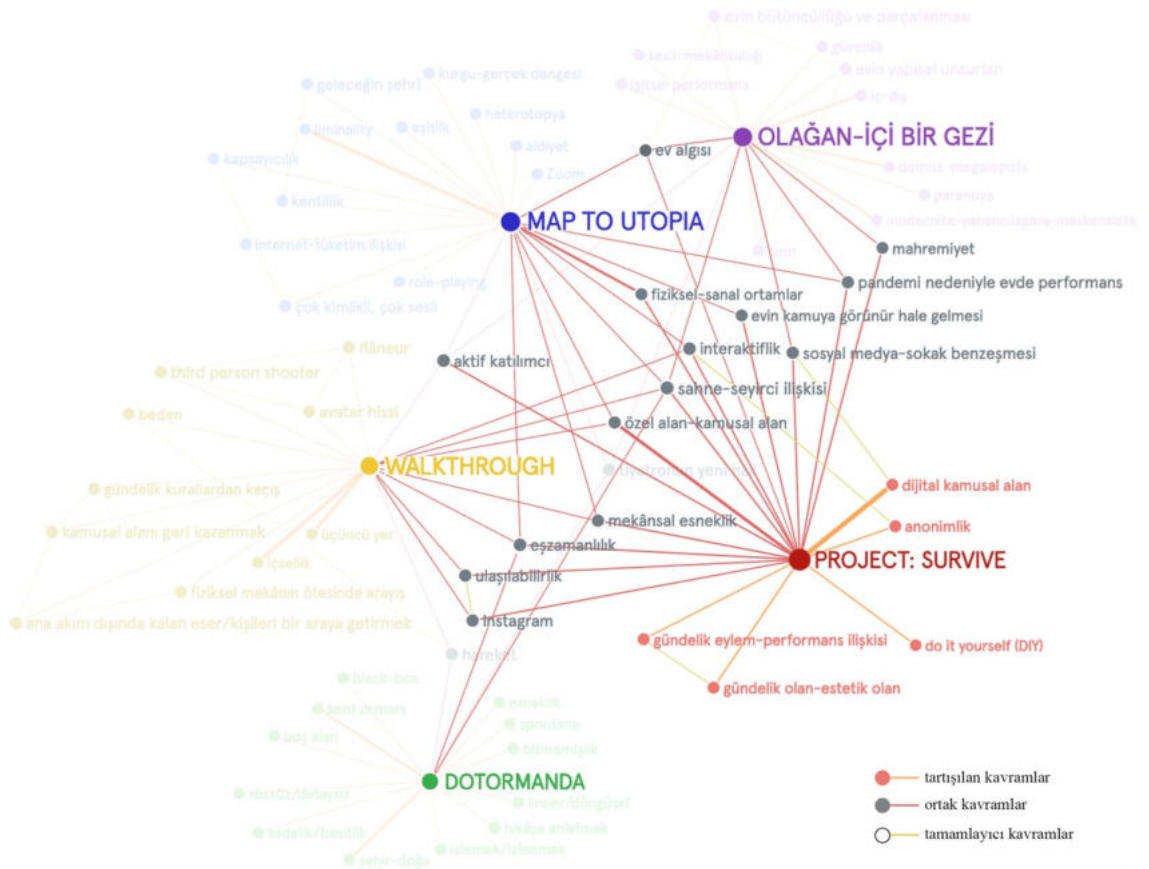 evin bütüncüllüğü ve parçalanması
sesin mekânsallığı
güvenlik
evin yapısal unsurları
işitsel performans
iç-dış
OLAĞAN-İÇİ BİR GEZİ
domus-megalopolis
paranoya
modernite-yabancılaşma-meskensizlik
sınır
kurgu-gerçek dengesi
geleceğin şehri
heterotopya
liminality
eşitlik
aidiyet
kapsayıcılık
Zoom
kentlilik
MAP TO UTOPIA
internet-tüketim ilişkisi
role-playing
çok kimlikli, çok sesli
ev algısı
mahremiyet
pandemi nedeniyle evde performans
fiziksel-sanal ortamlar
evin kamuya görünür hale gelmesi
interaktiflik
sosyal medya-sokak benzeşmesi
aktif katılımcı
sahne-seyirci ilişkisi
özel alan-kamusal alan
flâneur
third person shooter
beden
avatar hissi
WALKTHROUGH
gündelik kurallardan kaçış
kamusal alanı geri kazanmak
üçüncü yer
içsellik
fiziksel mekânın ötesinde arayış
ana akım dışında kalan eser/kişileri bir araya getirmek
tiyatronun yeni
mekânsal esneklik
eşzamanlılık
ulaşılabilirlik
instagram
hareket
dijital kamusal alan
anonimlik
PROJECT: SURVIVE
gündelik eylem-performans ilişkisi
do it yourself (DIY)
gündelik olan-estetik olan
black-box
kent ormanı
boş alan
esneklik
spontane
bitmemişlik
DOTORMANDA
lineer/döngüsel
sadelik/basitlik
hikâye anlatmak
izlemek/izlenmek
şehir-doğa
tartışılan kavramlar
ortak kavramlar
tamamlayıcı kavramlar